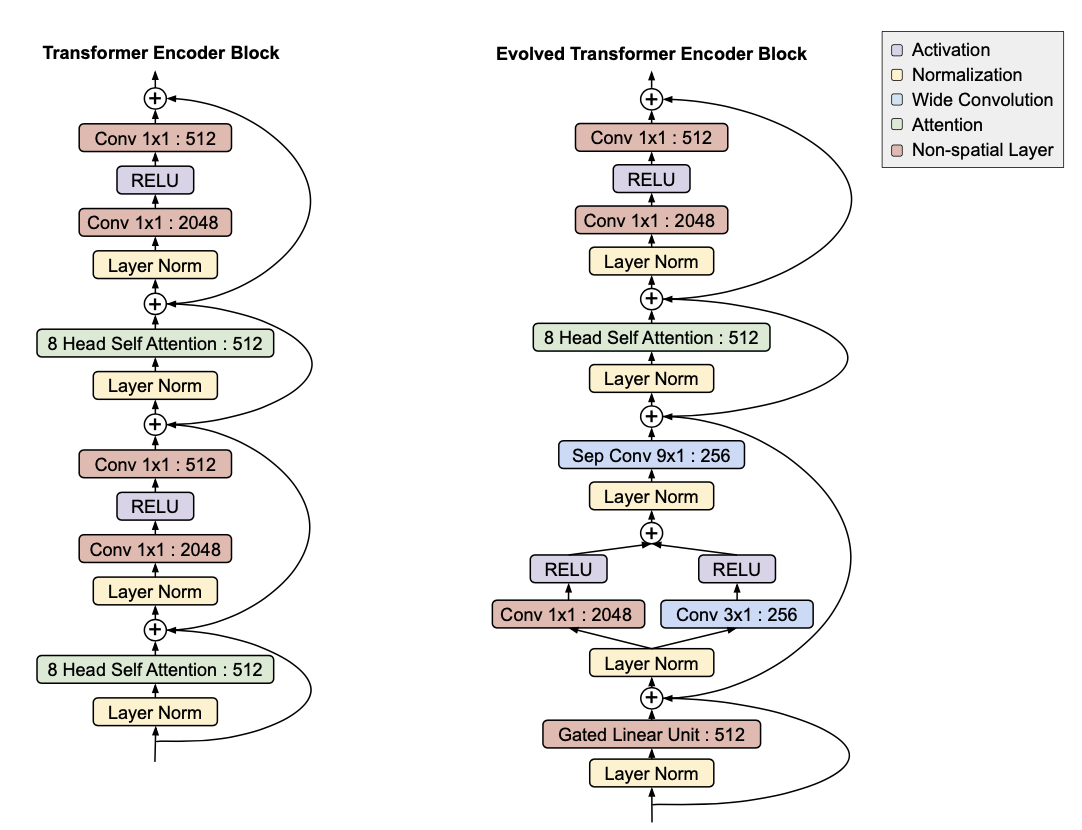 Transformer Encoder Block
+
Conv 1x1 : 512
RELU
Conv 1x1 : 2048
Layer Norm
+
8 Head Self Attention : 512
Layer Norm
+
Conv 1x1 : 512
RELU
Conv 1x1 : 2048
Layer Norm
+
8 Head Self Attention : 512
Layer Norm
Evolved Transformer Encoder Block
+
Conv 1x1 : 512
RELU
Conv 1x1 : 2048
Layer Norm
+
8 Head Self Attention : 512
Layer Norm
+
Sep Conv 9x1 : 256
Layer Norm
+
RELU
RELU
Conv 1x1 : 2048
Conv 3x1 : 256
Layer Norm
+
Gated Linear Unit : 512
Layer Norm
Activation
Normalization
Wide Convolution
Attention
Non-spatial Layer